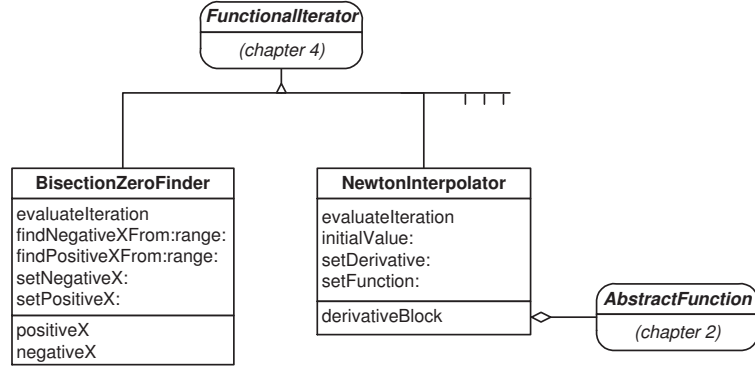 FunctionalIterator
(chapter 4)
BisectionZeroFinder
evaluateIteration
findNegativeXFrom:range:
findPositiveXFrom:range:
setNegativeX:
setPositiveX:
positiveX
negativeX
NewtonInterpolator
evaluateIteration
initialValue:
setDerivative:
setFunction:
derivativeBlock
AbstractFunction
(chapter 2)